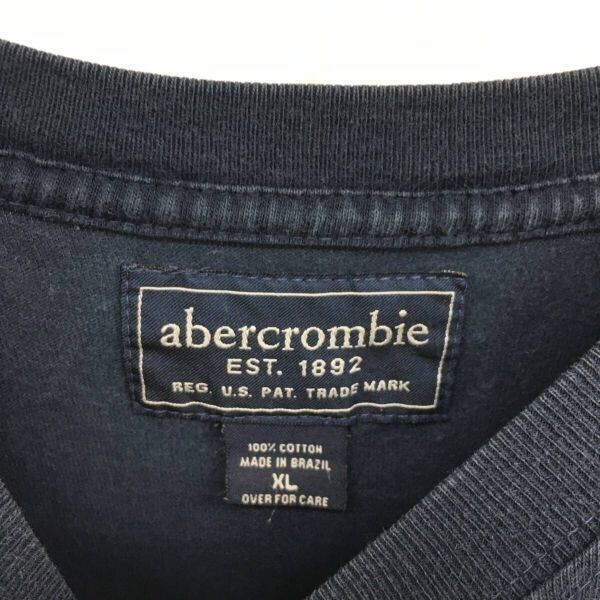 abercrombie
EST. 1892
REG. U.S. PAT. TRADE MARK
100% COTTON
MADE IN BRAZIL
XL
OVER FOR CARE